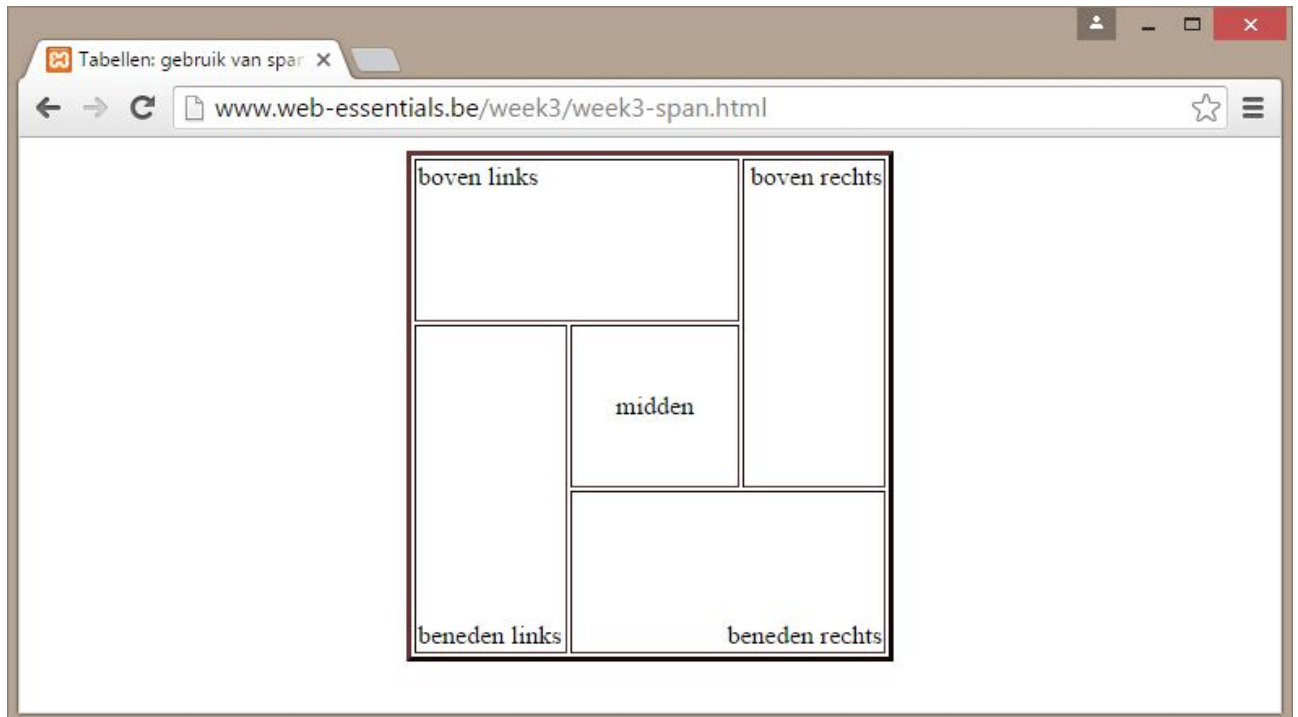 Tabellen: gebruik van spar
www.web-essentials.be/week3/week3-span.html
boven links
boven rechts
midden
beneden links
beneden rechts